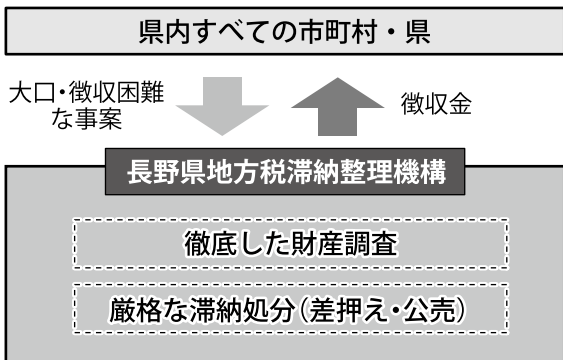 県内すべての市町村・県
大口・徴収困難
な事案
徴収金
長野県地方税滞納整理機構
徹底した財産調査
厳格な滞納処分（差押え・公売）